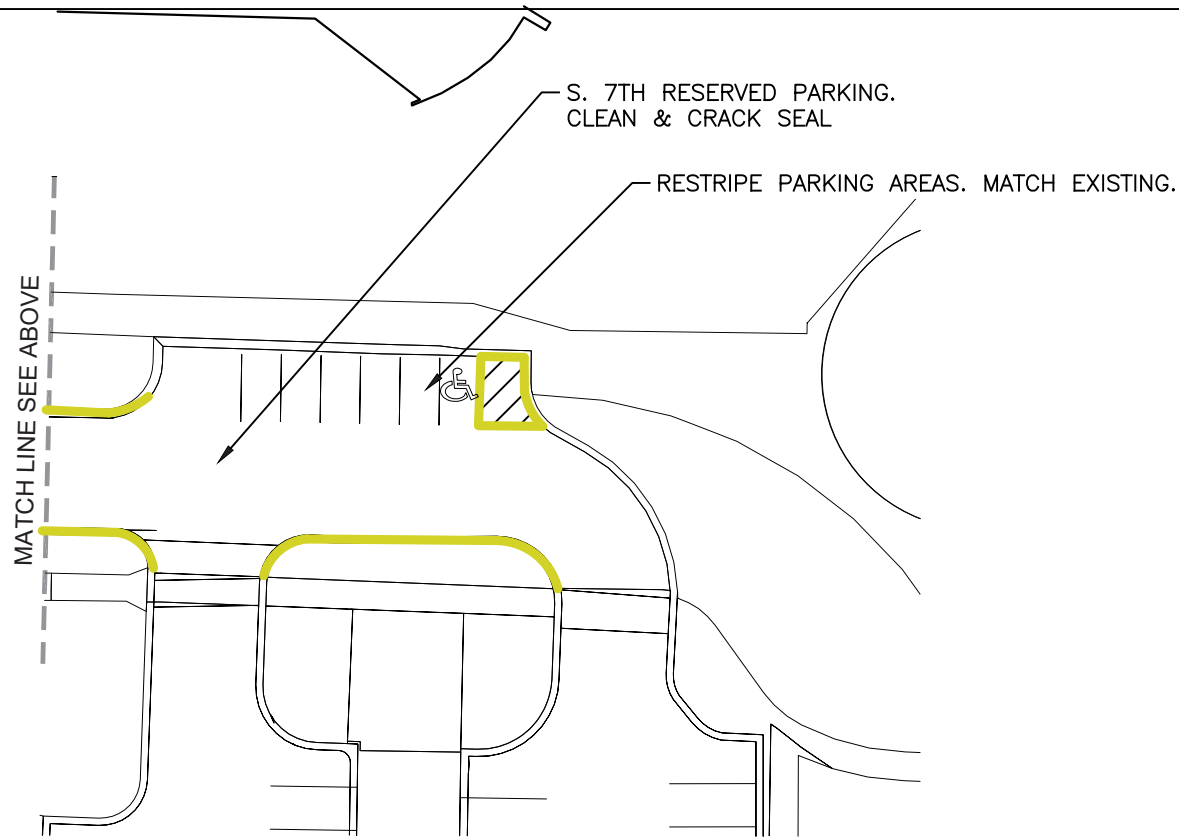 S. 7TH RESERVED PARKING.
CLEAN & CRACK SEAL
RESTRIPE PARKING AREAS. MATCH EXISTING.
MATCH LINE SEE ABOVE